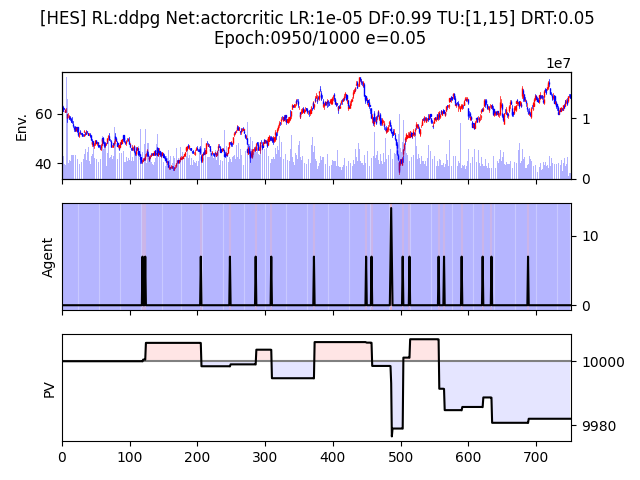 [HES] RL:ddpg Net:actorcritic LR:1e-05 DF:0.99 TU:[1,15] DRT:0.05
Epoch:0950/1000 e=0.05
1e7
Env.
60
40
1
0
Agent
10
0
PV
10000
9980
0 100 200 300 400 500 600 700